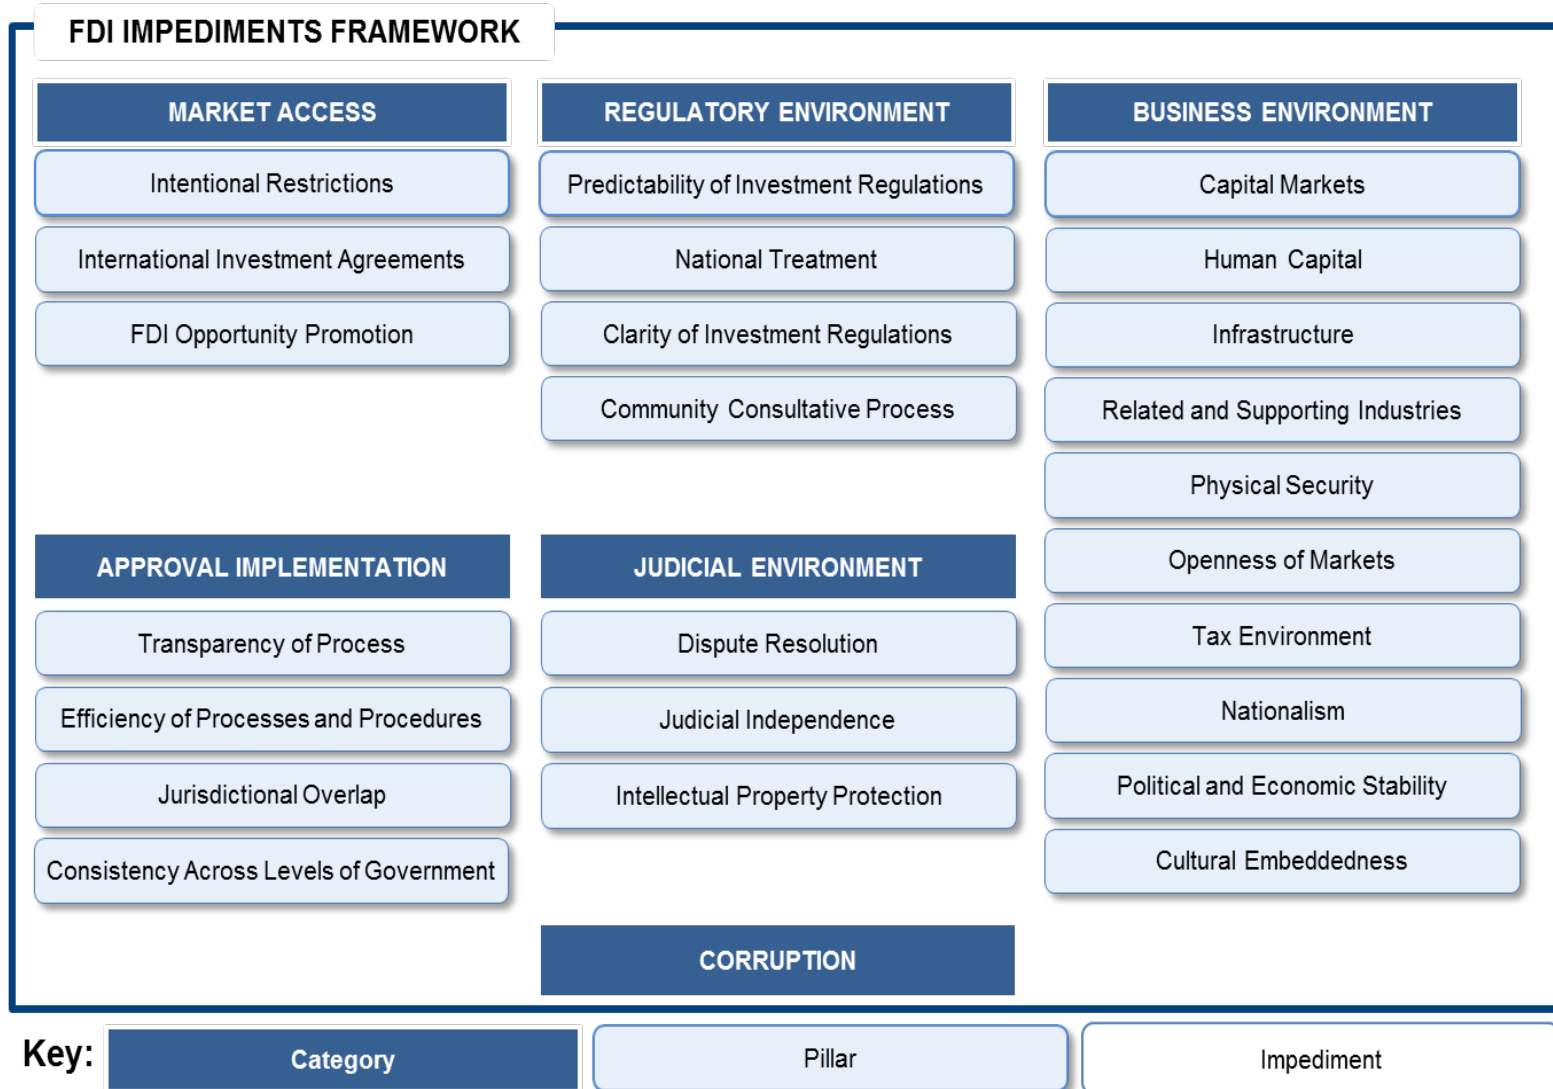 FDI IMPEDIMENTS FRAMEWORK
MARKET ACCESS
Intentional Restrictions
International Investment Agreements
FDI Opportunity Promotion
REGULATORY ENVIRONMENT
Predictability of Investment Regulations
National Treatment
Clarity of Investment Regulations
Community Consultative Process
BUSINESS ENVIRONMENT
Capital Markets
Human Capital
Infrastructure
Related and Supporting Industries
Physical Security
Openness of Markets
Tax Environment
Nationalism
Political and Economic Stability
Cultural Embeddedness
APPROVAL IMPLEMENTATION
Transparency of Process
Efficiency of Processes and Procedures
Jurisdictional Overlap
Consistency Across Levels of Government
JUDICIAL ENVIRONMENT
Dispute Resolution
Judicial Independence
Intellectual Property Protection
CORRUPTION
Key:
Category
Pillar
Impediment